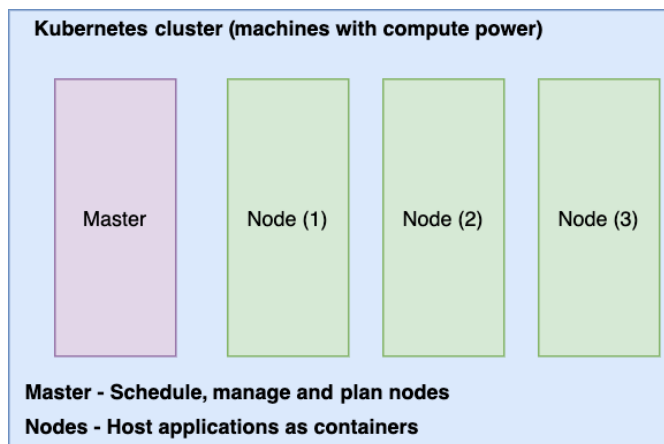 Kubernetes cluster (machines with compute power)
Master
Node (1)
Node (2)
Node (3)
Master - Schedule, manage and plan nodes
Nodes - Host applications as containers